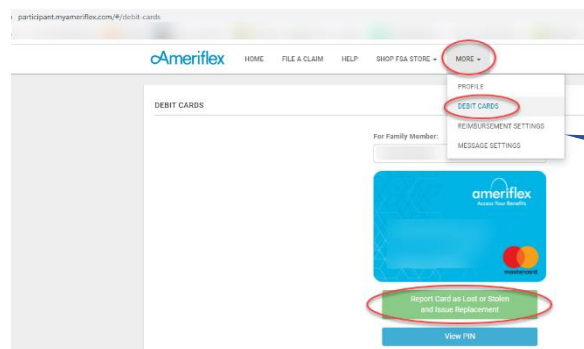 participant.myameriflex.com/#/debit-cards
Ameriflex HOME FILE A CLAIM HELP SHOP FSA STORE MORE
PROFILE
DEBIT CARDS
REIMBURSEMENT SETTINGS
MESSAGE SETTINGS
DEBIT CARDS
For Family Member:
ameriflex
Access Your Benefits
mastercard
Report Card as Lost or Stolen
and Issue Replacement
View PIN